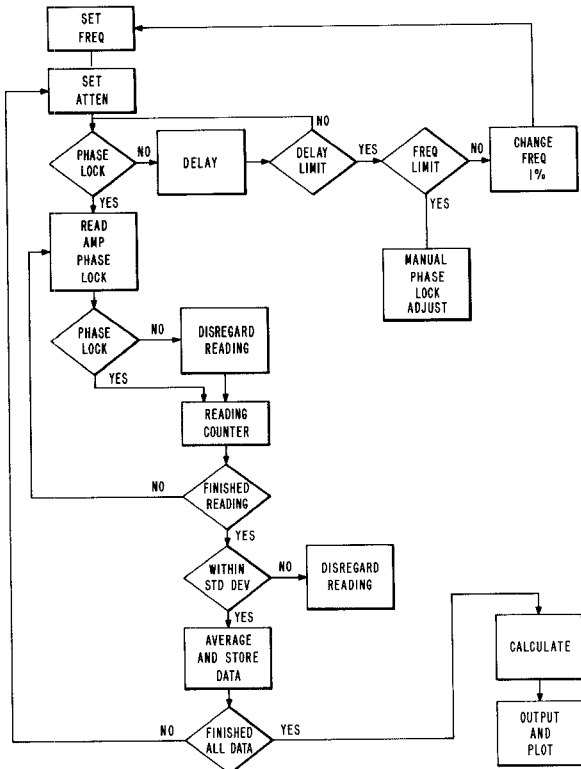 SET
FREQ
SET
ATTEN
NO
PHASE
LOCK
NO
DELAY
DELAY
LIMIT
YES
FREQ
LIMIT
NO
CHANGE
FREQ
1%
YES
YES
READ
AMP
PHASE
LOCK
MANUAL
PHASE
LOCK
ADJUST
PHASE
LOCK
NO
DISREGARD
READING
YES
READING
COUNTER
NO
FINISHED
READING
YES
WITHIN
STD DEV
NO
DISREGARD
READING
YES
AVERAGE
AND STORE
DATA
CALCULATE
NO
FINISHED
ALL DATA
YES
OUTPUT
AND
PLOT